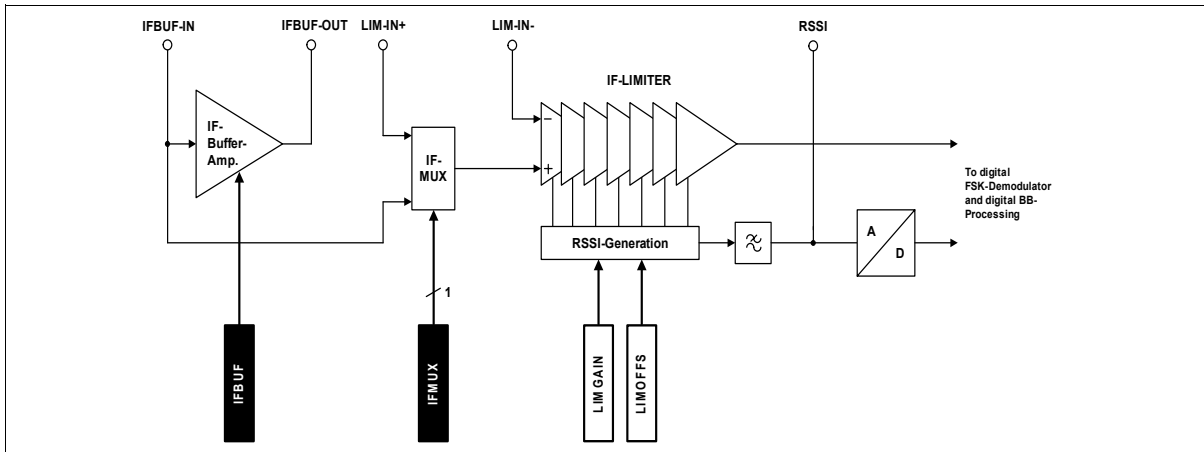 IFBUF-IN
IFBUF-OUT
LIM-IN+
LIM-IN-
RSSI
IF-LIMITER
IF-
Buffer-
Amp.
IF-
MUX
−
+
To digital
FSK-Demodulator
and digital BB-
Processing
RSSI-Generation
A
D
1
IFBUF
IFMUX
LIMGAIN
LIMOFFS